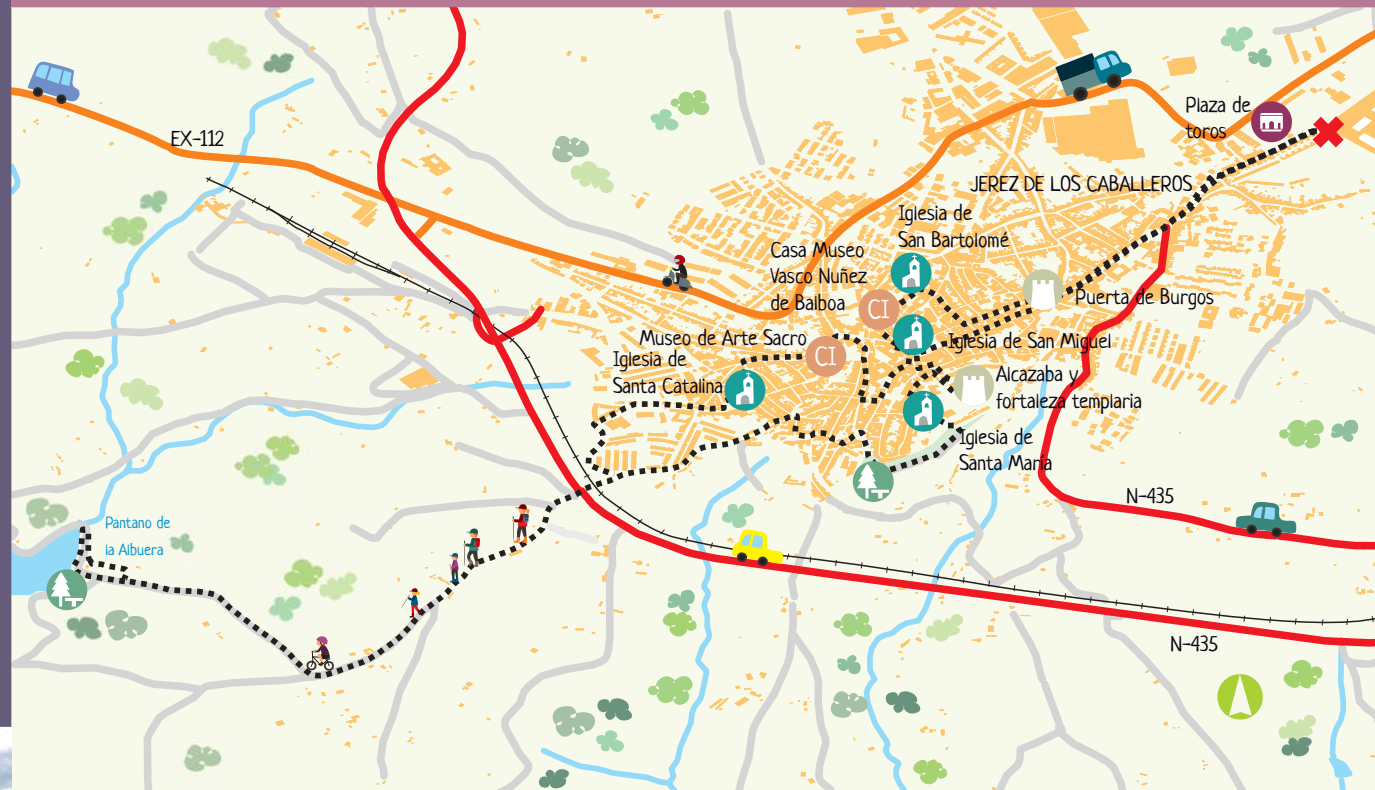 EX-112
Plaza de
toros
JEREZ DE LOS CABALLEROS
Iglesia de
San Bartolomé
Casa Museo
Vasco Nuñez
de Balboa
CI
Puerta de Burgos
Museo de Arte Sacro
CI
Iglesia de San Miguel
Iglesia de
Santa Catalina
Alcazaba y
fortaleza templaria
Iglesia de
Santa María
N-435
Pantano de
la Albuera
N-435